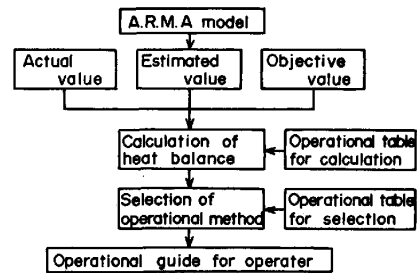 A.R.M.A model
Actual value
Estimated value
Objective value
Calculation of
heat balance
Operational table
for calculation
Selection of
operational method
Operational table
for selection
Operational guide for operater